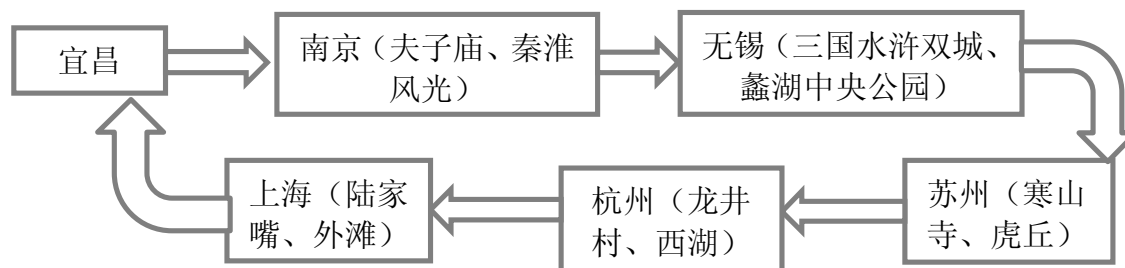 宜昌
南京（夫子庙、秦淮
风光）
无锡（三国水浒双城、
蠡湖中央公园）
苏州（寒山
寺、虎丘）
杭州（龙井
村、西湖）
上海（陆家
嘴、外滩）